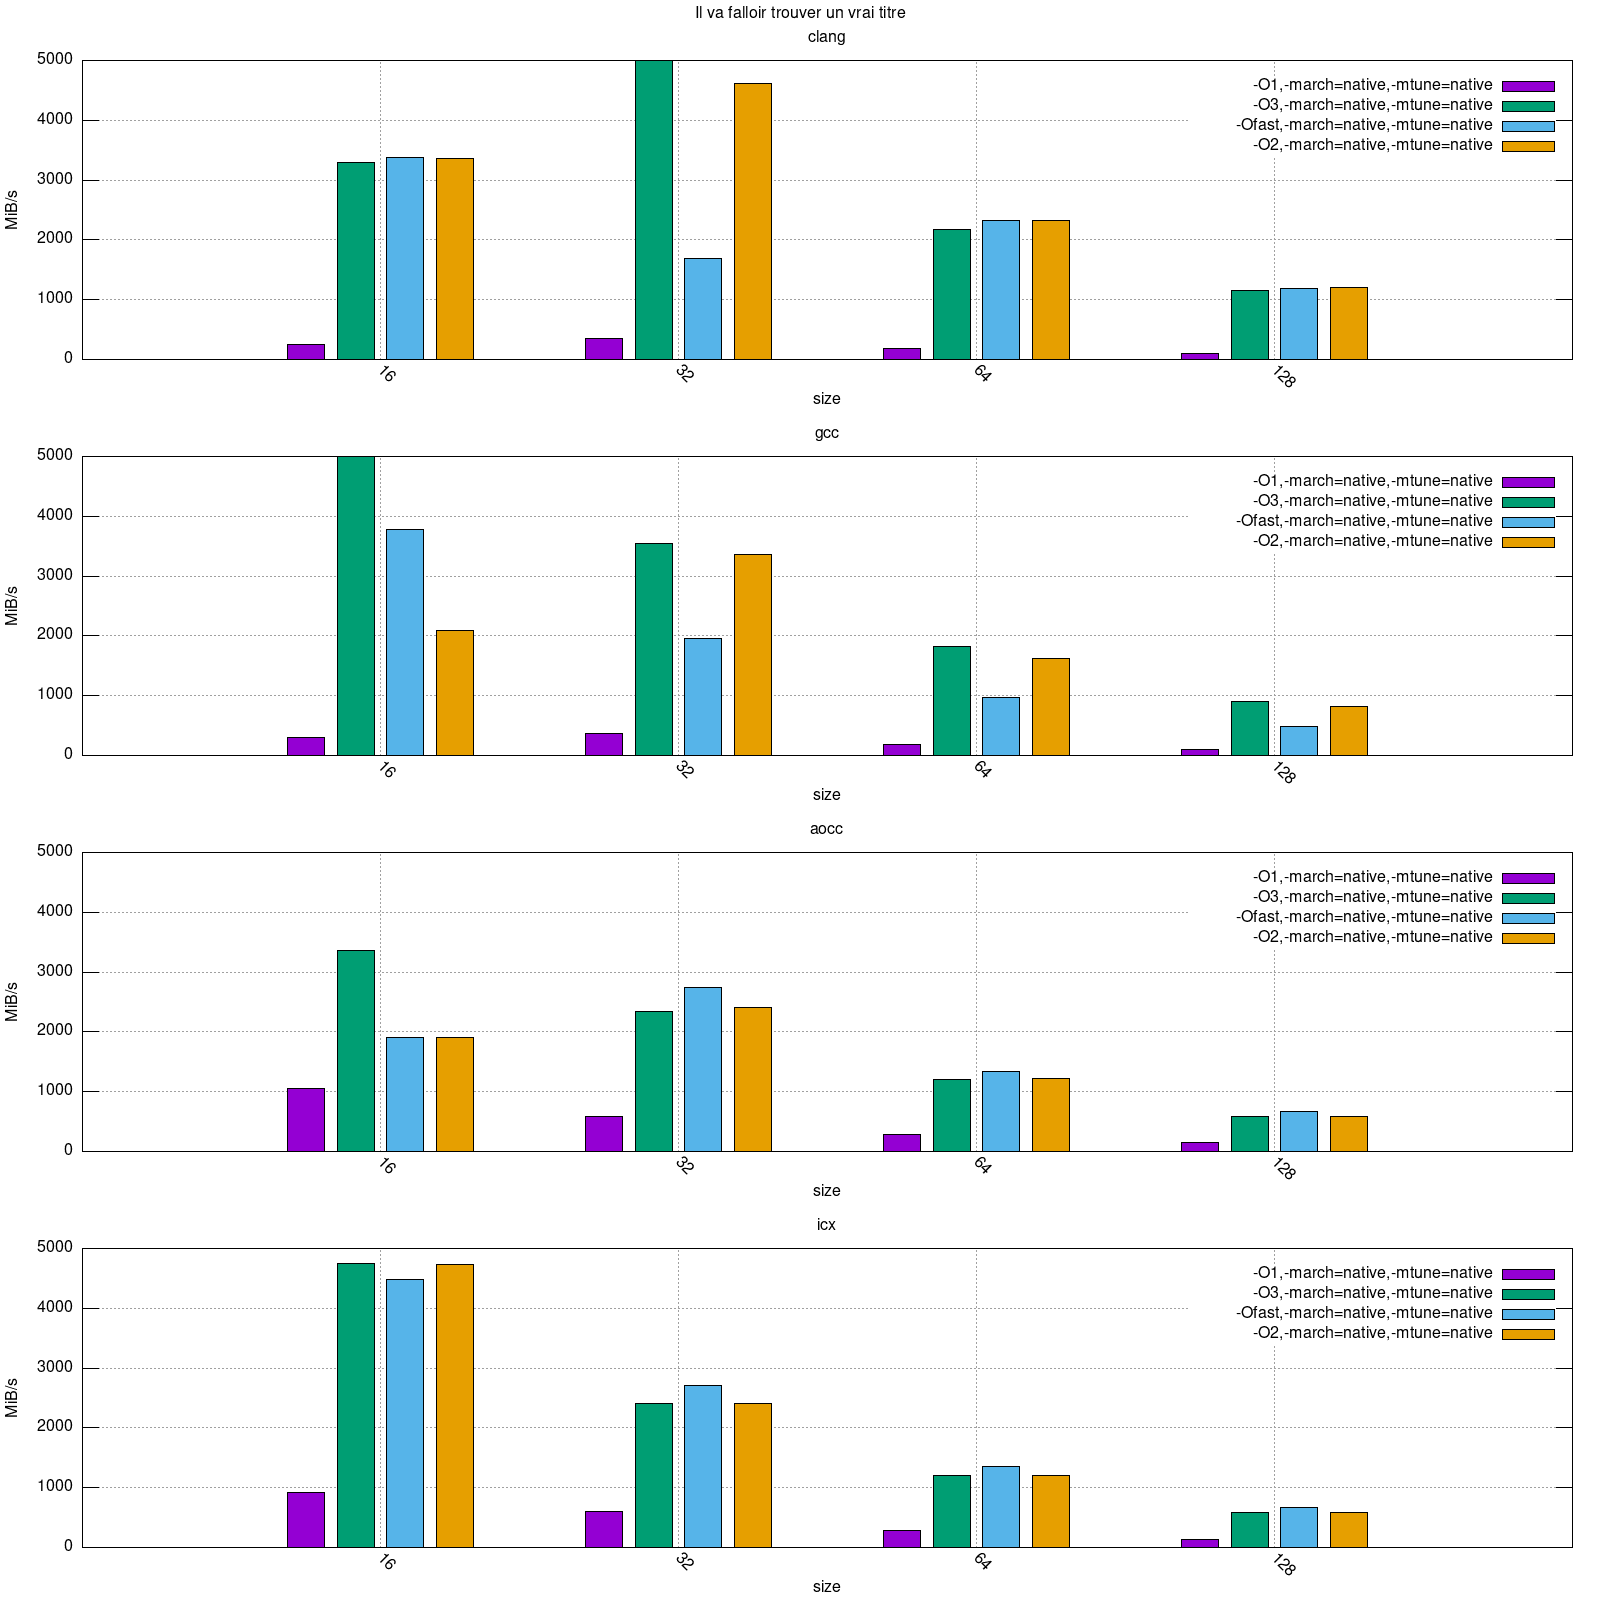 Il va falloir trouver un vrai titre
clang
-O1,-march=native,-mtune=native
-O3,-march=native,-mtune=native
-Ofast,-march=native,-mtune=native
-O2,-march=native,-mtune=native
5000
4000
3000
2000
1000
0
MiB/s
16 32 64 128
size
gcc
-O1,-march=native,-mtune=native
-O3,-march=native,-mtune=native
-Ofast,-march=native,-mtune=native
-O2,-march=native,-mtune=native
5000
4000
3000
2000
1000
0
MiB/s
16 32 64 128
size
aocc
-O1,-march=native,-mtune=native
-O3,-march=native,-mtune=native
-Ofast,-march=native,-mtune=native
-O2,-march=native,-mtune=native
5000
4000
3000
2000
1000
0
MiB/s
16 32 64 128
size
icx
-O1,-march=native,-mtune=native
-O3,-march=native,-mtune=native
-Ofast,-march=native,-mtune=native
-O2,-march=native,-mtune=native
5000
4000
3000
2000
1000
0
MiB/s
16 32 64 128
size